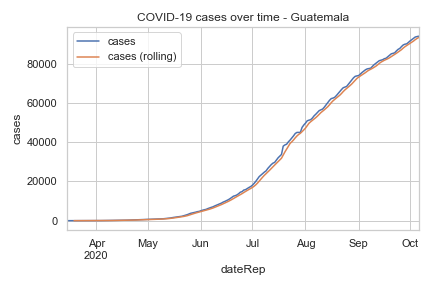 COVID-19 cases over time - Guatemala
cases
cases (rolling)
80000
60000
40000
20000
0
cases
Apr May Jun Jul Aug Sep Oct
2020
dateRep